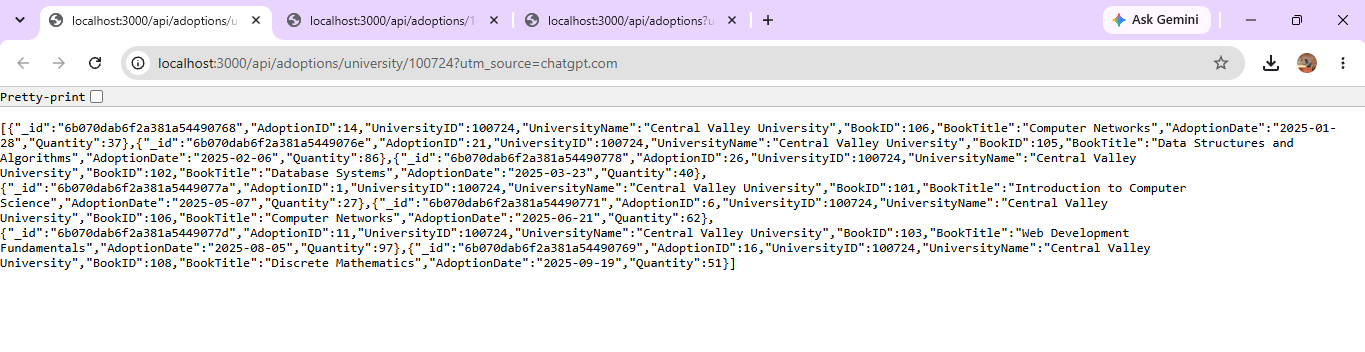 localhost:3000/api/adoptions/u
localhost:3000/api/adoptions/1
localhost:3000/api/adoptions?u
Ask Gemini
localhost:3000/api/adoptions/university/100724?utm_source=chatgpt.com
Pretty-print
[{"_id":"6b070dab6f2a381a54490768","AdoptionID":14,"UniversityID":100724,"UniversityName":"Central Valley University","BookID":106,"BookTitle":"Computer Networks","AdoptionDate":"2025-01-
28","Quantity":37},{"_id":"6b070dab6f2a381a5449076e","AdoptionID":21,"UniversityID":100724,"UniversityName":"Central Valley University","BookID":105,"BookTitle":"Data Structures and
Algorithms","AdoptionDate":"2025-02-06","Quantity":86},{"_id":"6b070dab6f2a381a54490778","AdoptionID":26,"UniversityID":100724,"UniversityName":"Central Valley
University","BookID":102,"BookTitle":"Database Systems","AdoptionDate":"2025-03-23","Quantity":40},
{"_id":"6b070dab6f2a381a5449077a","AdoptionID":1,"UniversityID":100724,"UniversityName":"Central Valley University","BookID":101,"BookTitle":"Introduction to Computer
Science","AdoptionDate":"2025-05-07","Quantity":27},{"_id":"6b070dab6f2a381a54490771","AdoptionID":6,"UniversityID":100724,"UniversityName":"Central Valley
University","BookID":106,"BookTitle":"Computer Networks","AdoptionDate":"2025-06-21","Quantity":62},
{"_id":"6b070dab6f2a381a5449077d","AdoptionID":11,"UniversityID":100724,"UniversityName":"Central Valley University","BookID":103,"BookTitle":"Web Development
Fundamentals","AdoptionDate":"2025-08-05","Quantity":97},{"_id":"6b070dab6f2a381a54490769","AdoptionID":16,"UniversityID":100724,"UniversityName":"Central Valley
University","BookID":108,"BookTitle":"Discrete Mathematics","AdoptionDate":"2025-09-19","Quantity":51}]